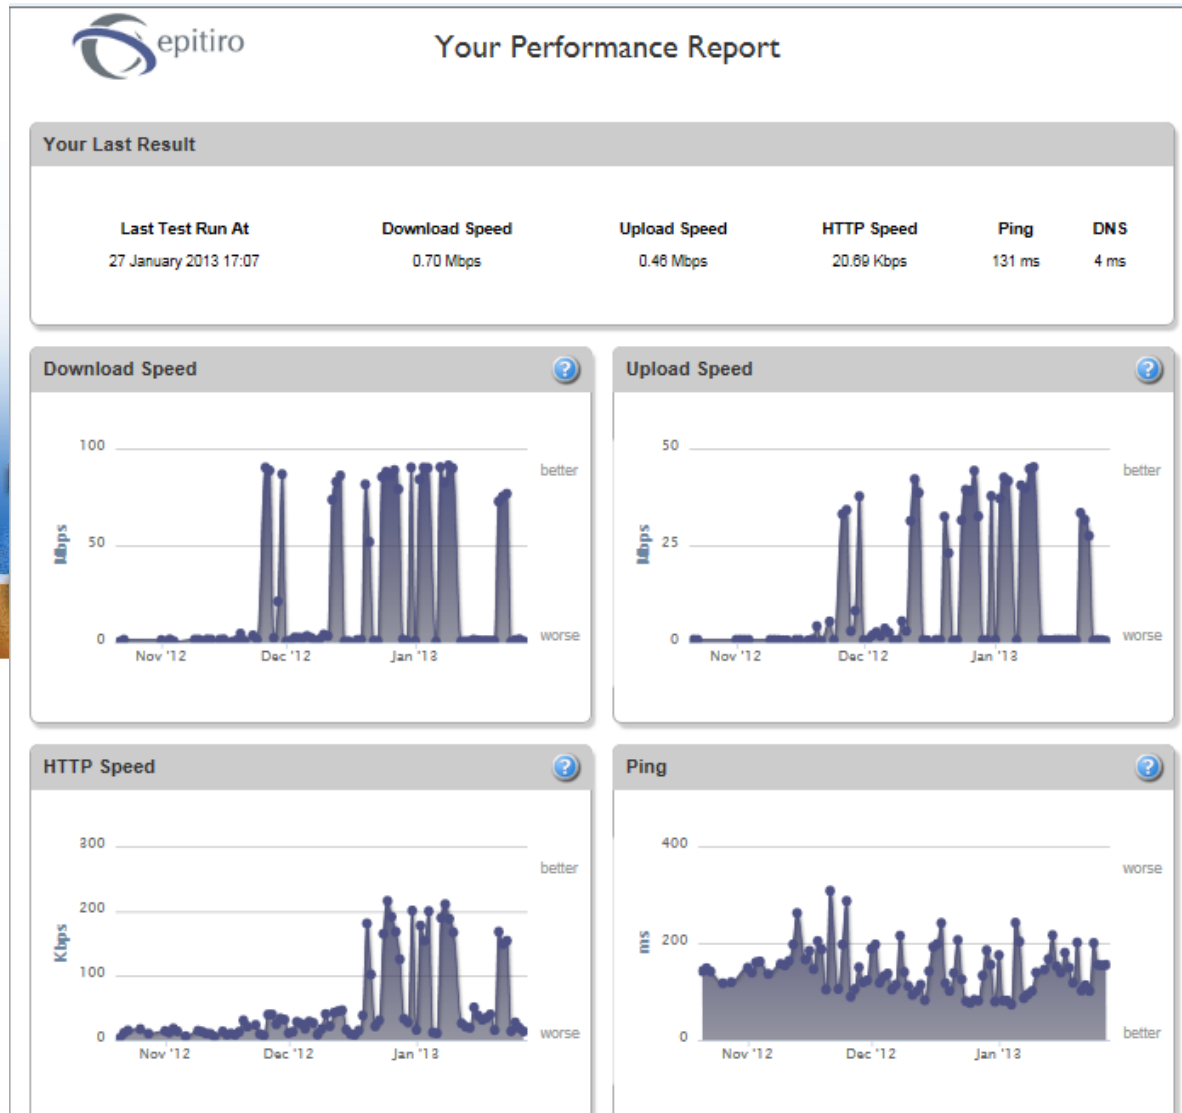 epitiro
Your Performance Report
Your Last Result
Last Test Run At Download Speed Upload Speed HTTP Speed Ping DNS
27 January 2013 17:07 0.70 Mbps 0.46 Mbps 20.69 Kbps 131 ms 4 ms
Download Speed ?
100
better
Mbps
50
0
worse
Nov '12 Dec '12 Jan '13
Upload Speed ?
50
better
Mbps
25
0
worse
Nov '12 Dec '12 Jan '13
HTTP Speed ?
300
better
200
Kbps
100
0
worse
Nov '12 Dec '12 Jan '13
Ping ?
400
worse
ms
200
0
better
Nov '12 Dec '12 Jan '13